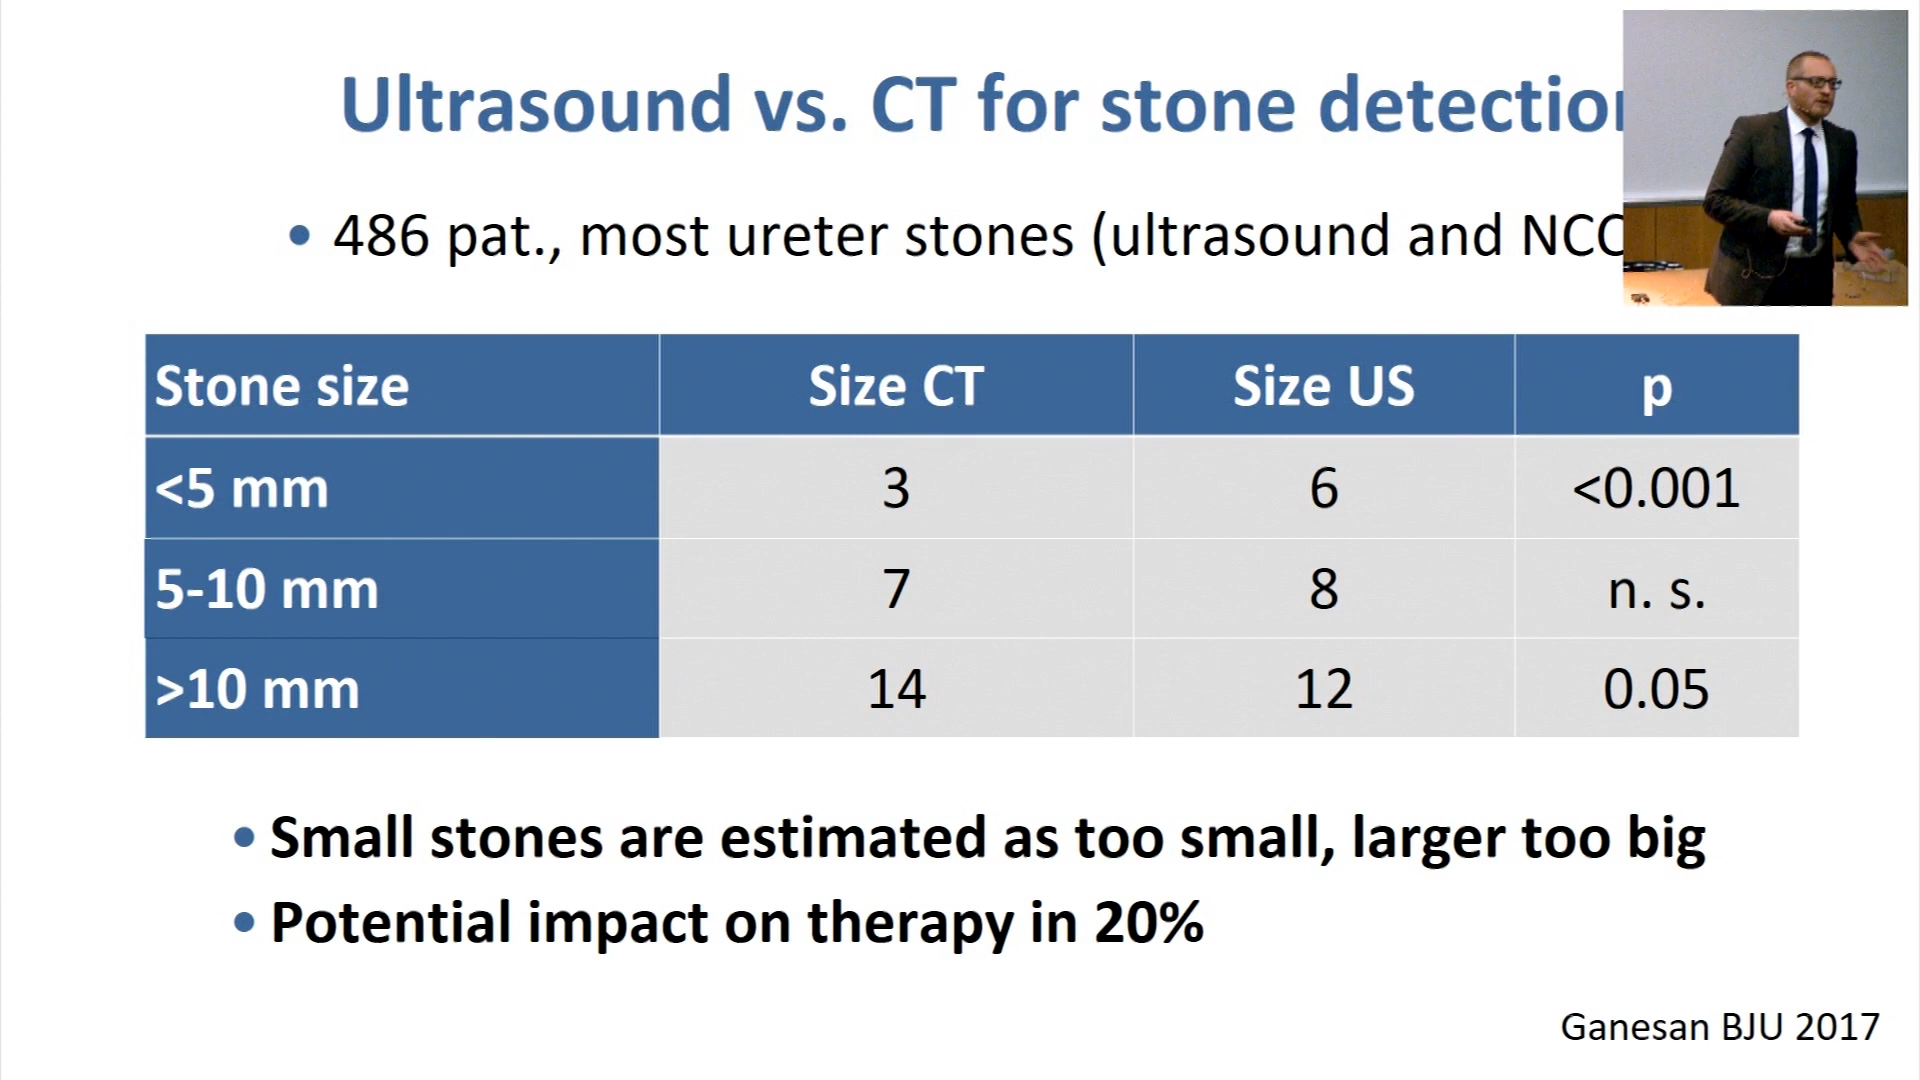 Ultrasound vs. CT for stone detection
• 486 pat., most ureter stones (ultrasound and
Stone size Size CT Size US p
<5 mm 3 6 <0.001
5-10 mm 7 8 n. s.
>10 mm 14 12 0.05
• Small stones are estimated as too small, larger too big
• Potential impact on therapy in 20%
Ganesan BJU 2017